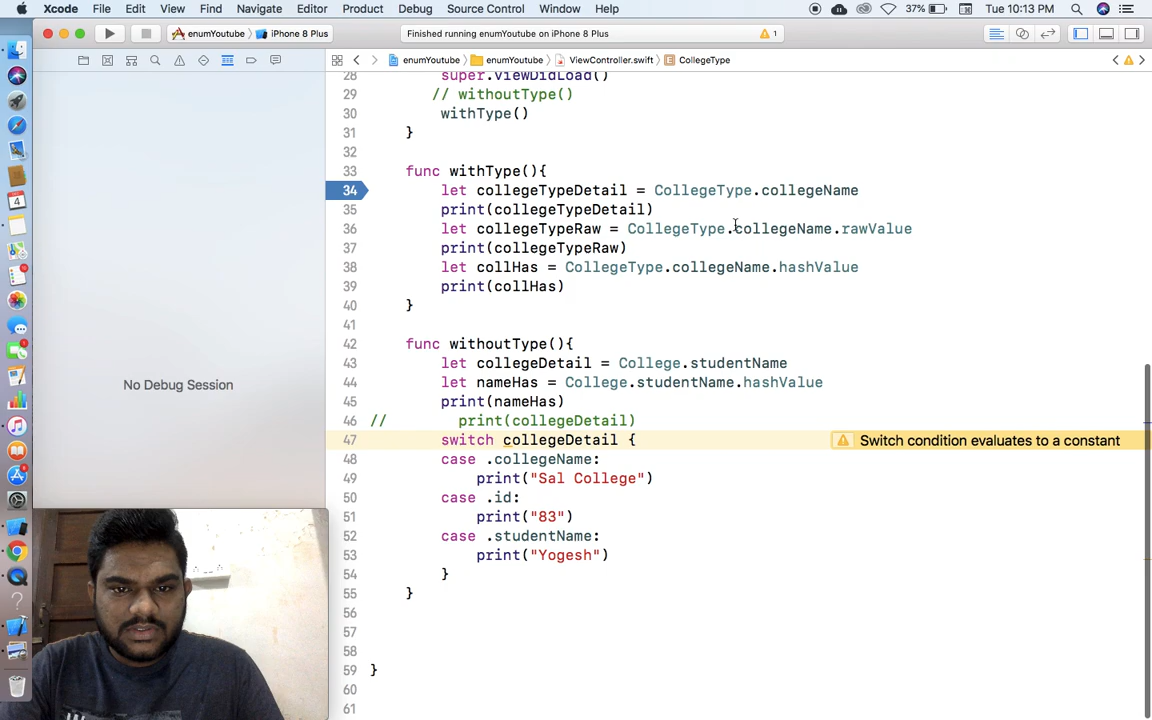 Xcode File Edit View Find Navigate Editor Product Debug Source Control Window Help 37% Tue 10:13 PM
enumYoutube iPhone 8 Plus Finished running enumYoutube on iPhone 8 Plus 1
enumYoutube enumYoutube ViewController.swift CollegeType
28 super.viewDidLoad()
29 // withoutType()
30 withType()
31 }
32
33 func withType(){
34 let collegeTypeDetail = CollegeType.collegeName
35 print(collegeTypeDetail)
36 let collegeTypeRaw = CollegeType.collegeName.rawValue
37 print(collegeTypeRaw)
38 let collHas = CollegeType.collegeName.hashValue
39 print(collHas)
40 }
41
42 func withoutType(){
43 let collegeDetail = College.studentName
44 let nameHas = College.studentName.hashValue
45 print(nameHas)
46 // print(collegeDetail)
47 switch collegeDetail { Switch condition evaluates to a constant
48 case .collegeName:
49 print("Sal College")
50 case .id:
51 print("83")
52 case .studentName:
53 print("Yogesh")
54 }
55 }
56
57
58
59 }
60
61
No Debug Session